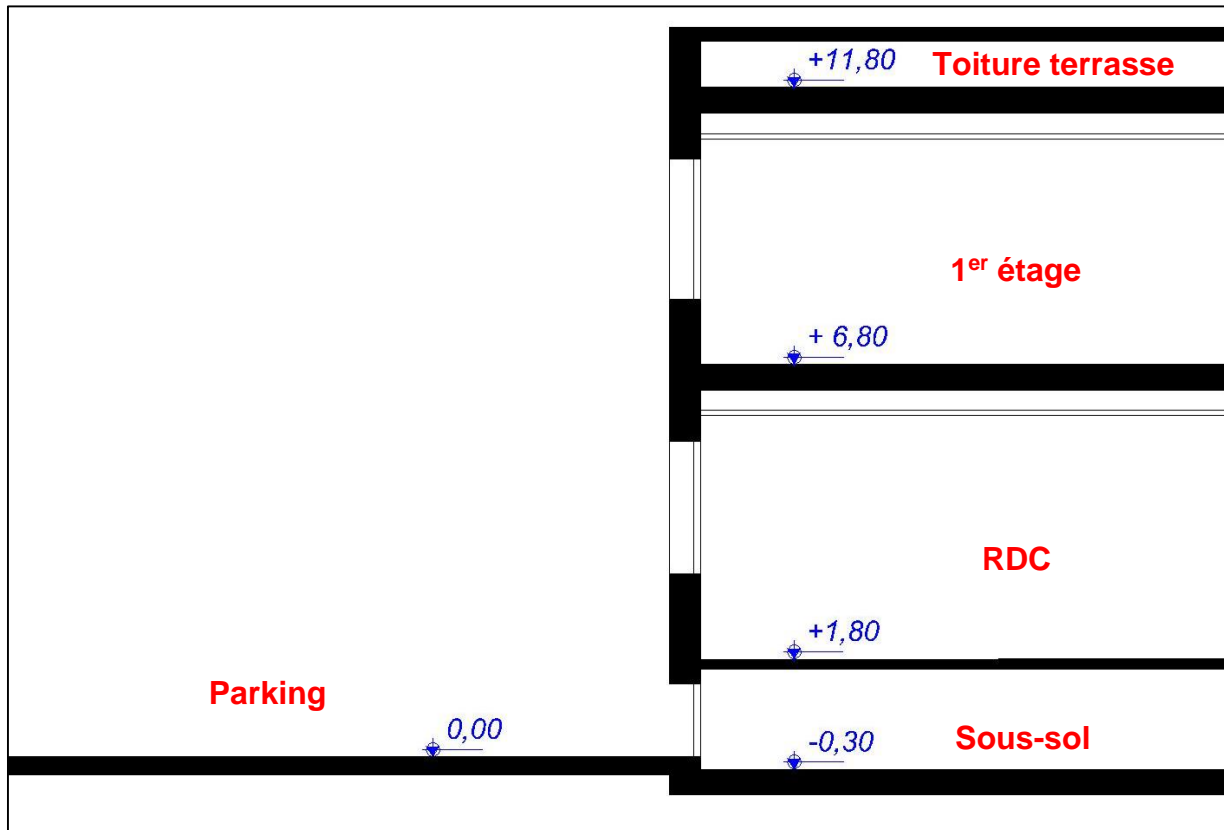 +11,80 Toiture terrasse
1er étage
+ 6,80
RDC
+1,80
Parking
0,00
-0,30 Sous-sol